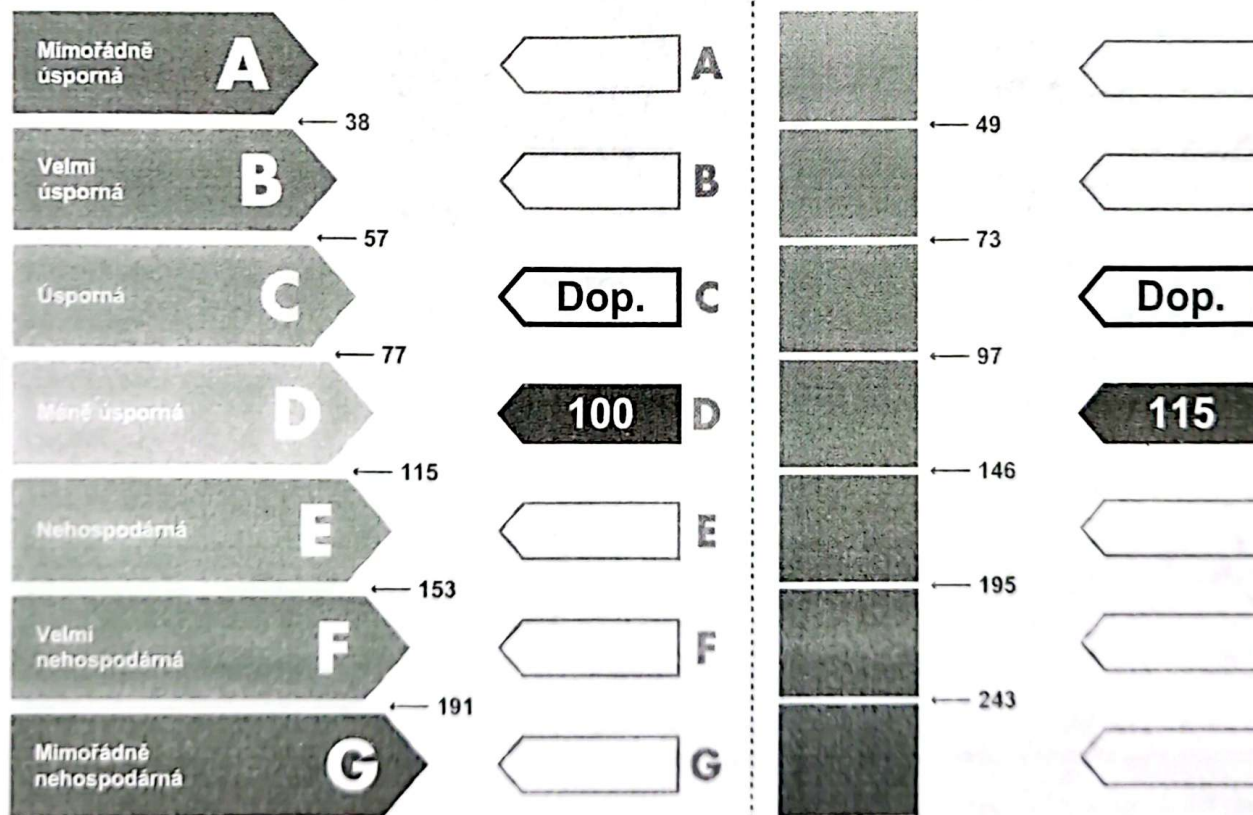 Mimořádně
úsporná
A
A
38
49
Velmi
úsporná
B
B
57
73
Úsporná
C
Dop.
C
Dop.
77
97
Méně úsporná
D
100
D
115
115
146
Nehospodárná
E
E
153
195
Velmi
nehospodárná
F
F
191
243
Mimořádně
nehospodárná
G
G